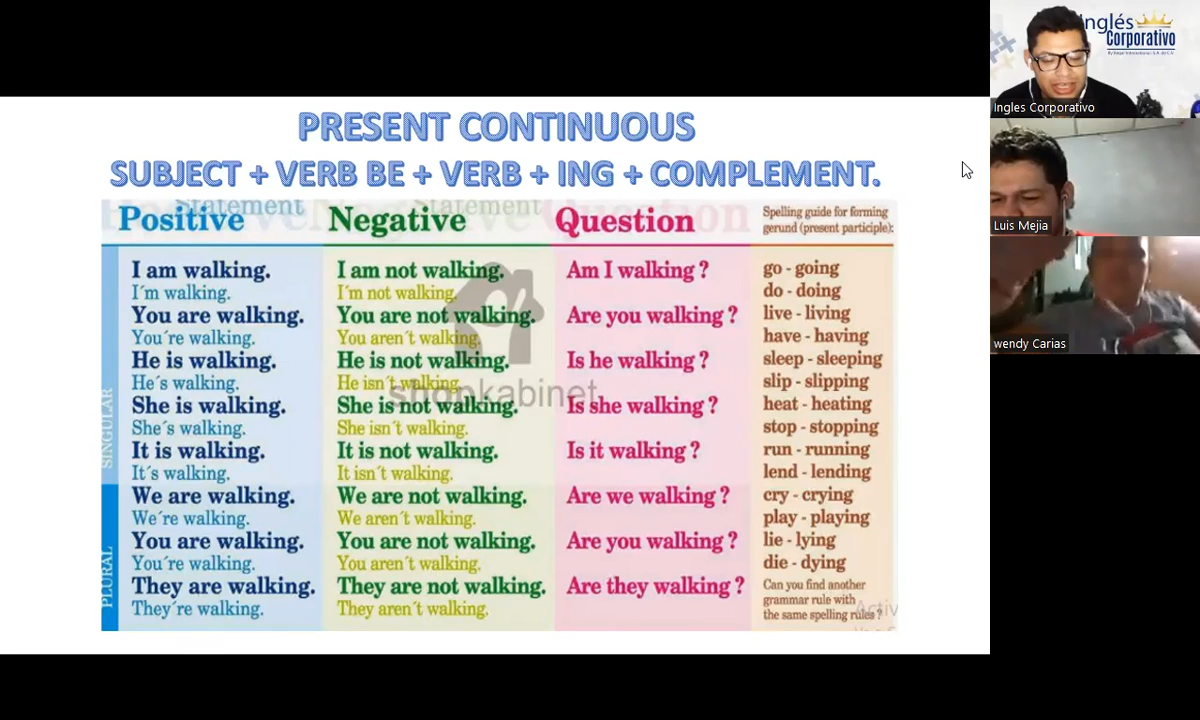 PRESENT CONTINUOUS
SUBJECT + VERB BE + VERB + ING + COMPLEMENT.
Statement
Statement
Positive
Negative
Question
Spelling guide for forming
gerund (present participle):
SINGULAR
I am walking.
I´m walking.
You are walking.
You´re walking.
He is walking.
He´s walking.
She is walking.
She´s walking.
It is walking.
It´s walking.
PLURAL
We are walking.
We´re walking.
You are walking.
You´re walking.
They are walking.
They´re walking.
I am not walking.
I´m not walking.
You are not walking.
You aren´t walking.
He is not walking.
He isn´t walking.
She is not walking.
She isn´t walking.
It is not walking.
It isn´t walking.
We are not walking.
We aren´t walking.
You are not walking.
You aren´t walking.
They are not walking.
They aren´t walking.
Am I walking ?
Are you walking ?
Is he walking ?
Is she walking ?
Is it walking ?
Are we walking ?
Are you walking ?
Are they walking ?
go - going
do - doing
live - living
have - having
sleep - sleeping
slip - slipping
heat - heating
stop - stopping
run - running
lend - lending
cry - crying
play - playing
lie - lying
die - dying
Can you find another
grammar rule with
the same spelling rules ?
shopkabinet
Activ
Inglés
Corporativo
Ingles Corporativo
Luis Mejia
wendy Carias